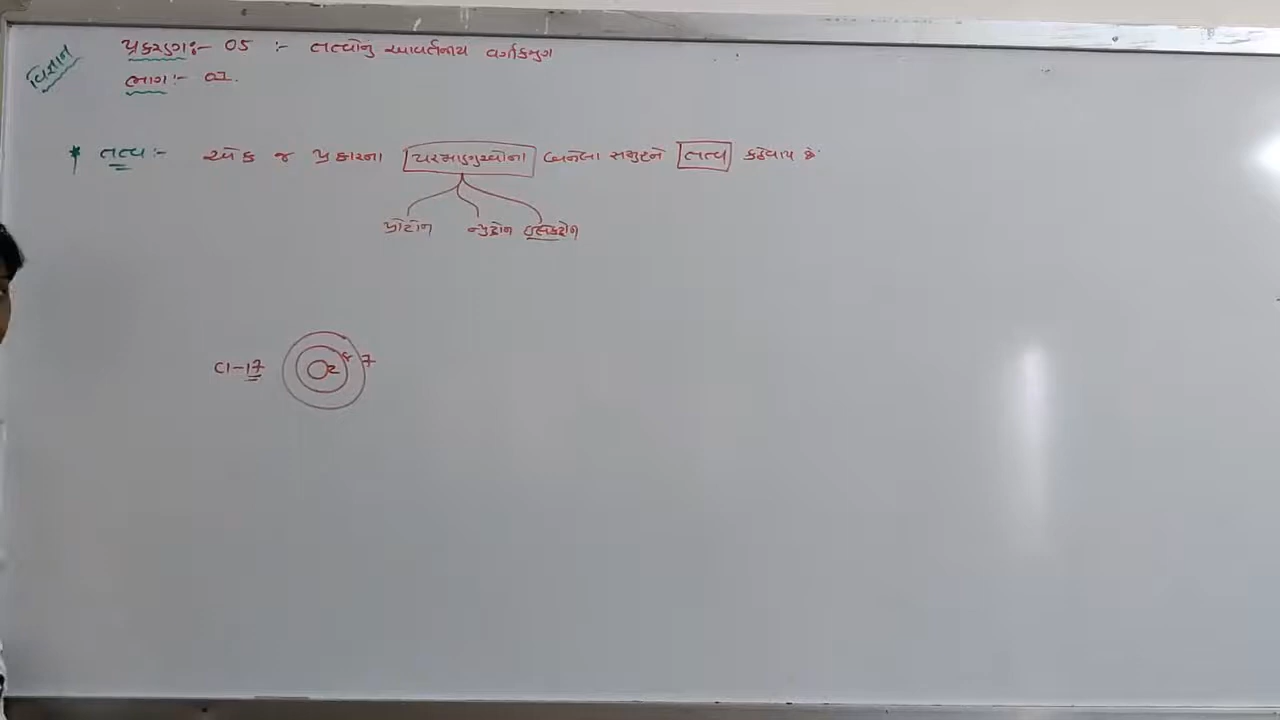 વિજ્ઞાન
પ્રકરણ:- 05 :- તત્વોનુ આવર્તનીય વર્ગીકરણ
ભાગ:- 01.
* તત્વ:- એક જ પ્રકારના પરમાણુઓના બનેલા સમુહને તત્વ કહેવાય છે
પ્રોટોન ન્યુટ્રોન ઇલેક્ટ્રોન
Cl-17 2 8 7